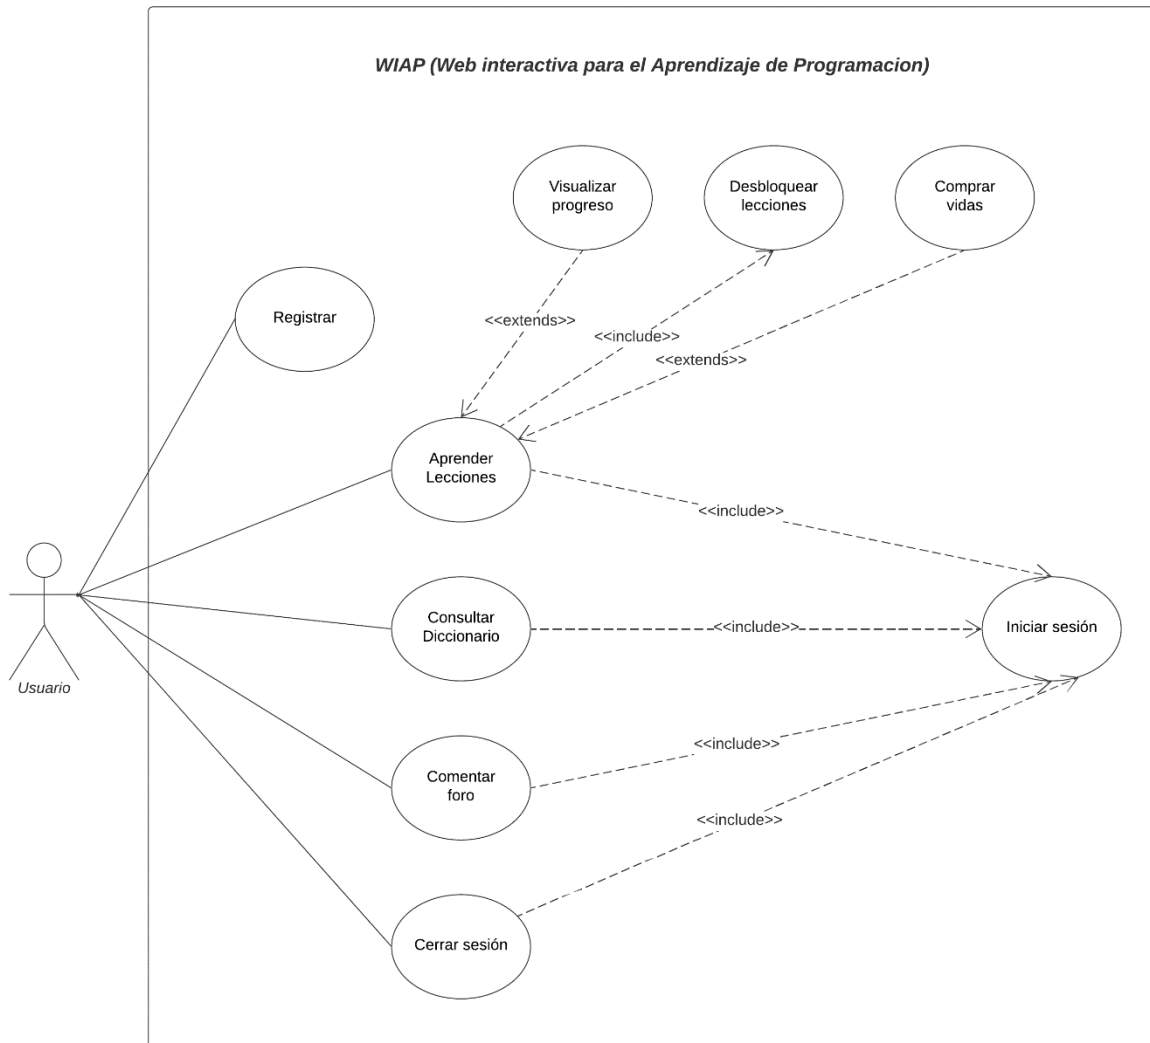 WIAP (Web interactiva para el Aprendizaje de Programacion)
Visualizar
progreso
Desbloquear
lecciones
Comprar
vidas
Registrar
<<extends>>
<<include>>
<<extends>>
Aprender
Lecciones
<<include>>
Consultar
Diccionario
<<include>>
Iniciar sesión
Usuario
Comentar
foro
<<include>>
<<include>>
Cerrar sesión